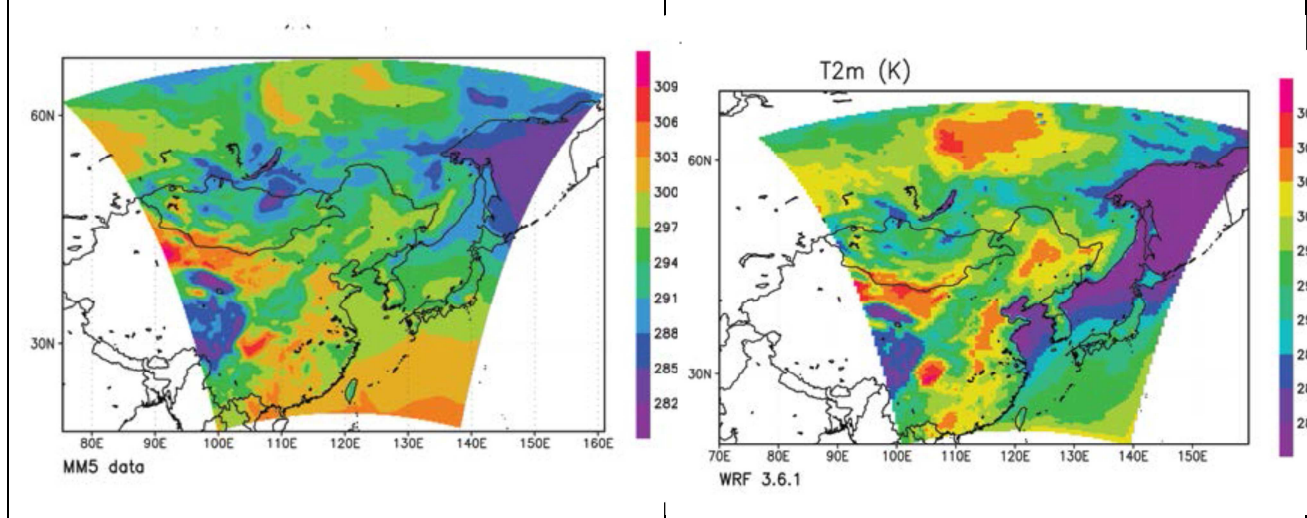 T2m (K)
309
306
303
300
297
294
291
288
285
282
60N
30N
80E 90E 100E 110E 120E 130E 140E 150E 160E
MM5 data
60N
30N
70E 80E 90E 100E 110E 120E 130E 140E 150E
WRF 3.6.1